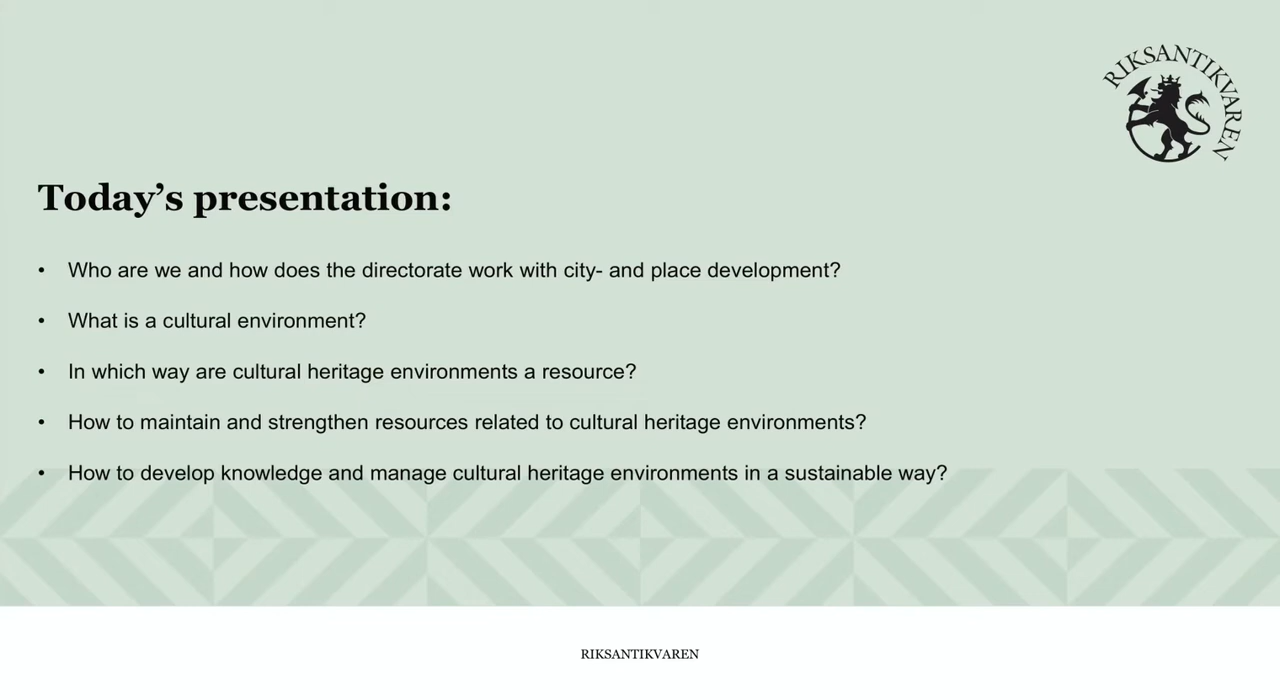 RIKSANTIKVAREN
Today’s presentation:
• Who are we and how does the directorate work with city- and place development?
• What is a cultural environment?
• In which way are cultural heritage environments a resource?
• How to maintain and strengthen resources related to cultural heritage environments?
• How to develop knowledge and manage cultural heritage environments in a sustainable way?
RIKSANTIKVAREN